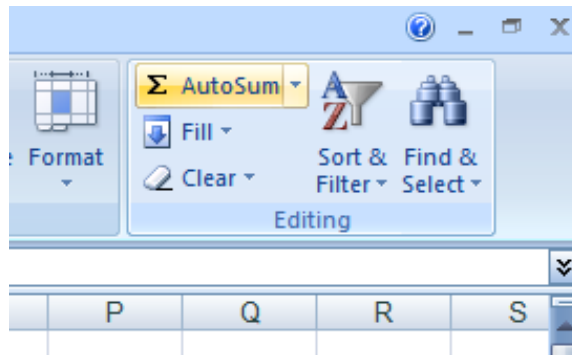 Σ AutoSum
Fill
Clear
Format
Sort & Filter
Find & Select
Editing
P Q R S